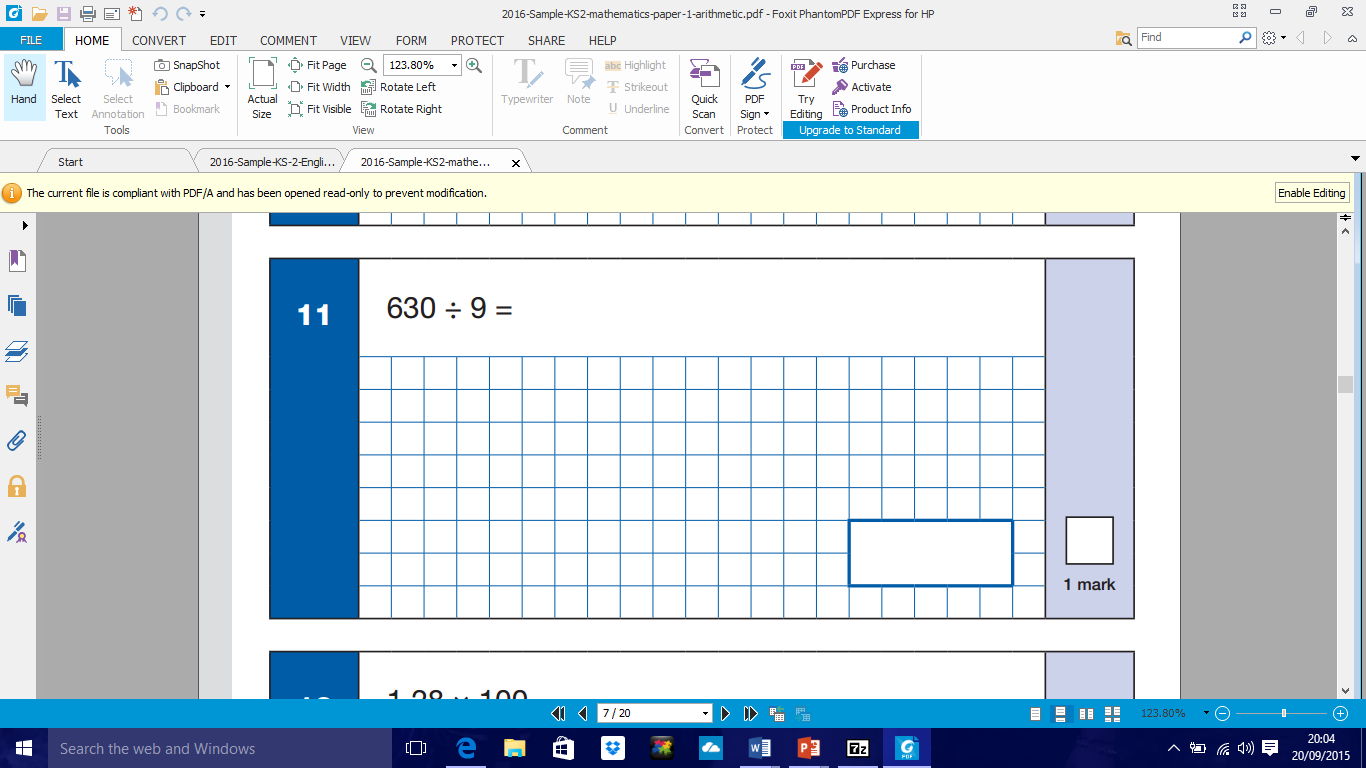 2016-Sample-KS2-mathematics-paper-1-arithmetic.pdf - Foxit PhantomPDF Express for HP
FILE HOME CONVERT EDIT COMMENT VIEW FORM PROTECT SHARE HELP
Find
Hand
Select Text
Select Annotation
SnapShot
Clipboard
Bookmark
Tools
Actual Size
Fit Page
Fit Width
Fit Visible
123.80%
Rotate Left
Rotate Right
View
Typewriter
Note
abc Highlight
T Strikeout
U Underline
Comment
Quick Scan
Convert
PDF Sign
Protect
Try Editing
Purchase
Activate
Product Info
Upgrade to Standard
Start
2016-Sample-KS-2-Engli...
2016-Sample-KS2-mathe...
The current file is compliant with PDF/A and has been opened read-only to prevent modification.
Enable Editing
11
630 ÷ 9 =
1 mark
7 / 20
123.80%
Search the web and Windows
20:04
20/09/2015